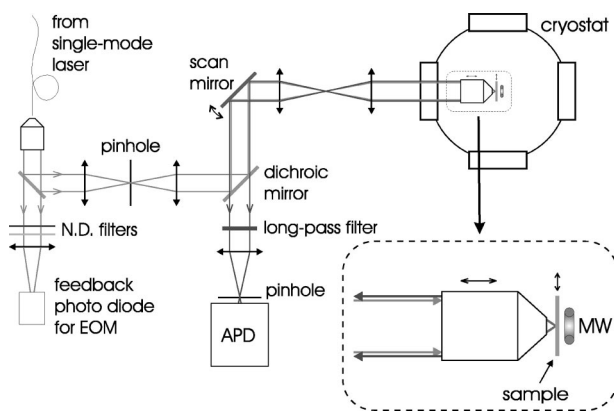 from
single-mode
laser
pinhole
N.D. filters
feedback
photo diode
for EOM
scan
mirror
dichroic
mirror
long-pass filter
pinhole
APD
cryostat
MW
sample